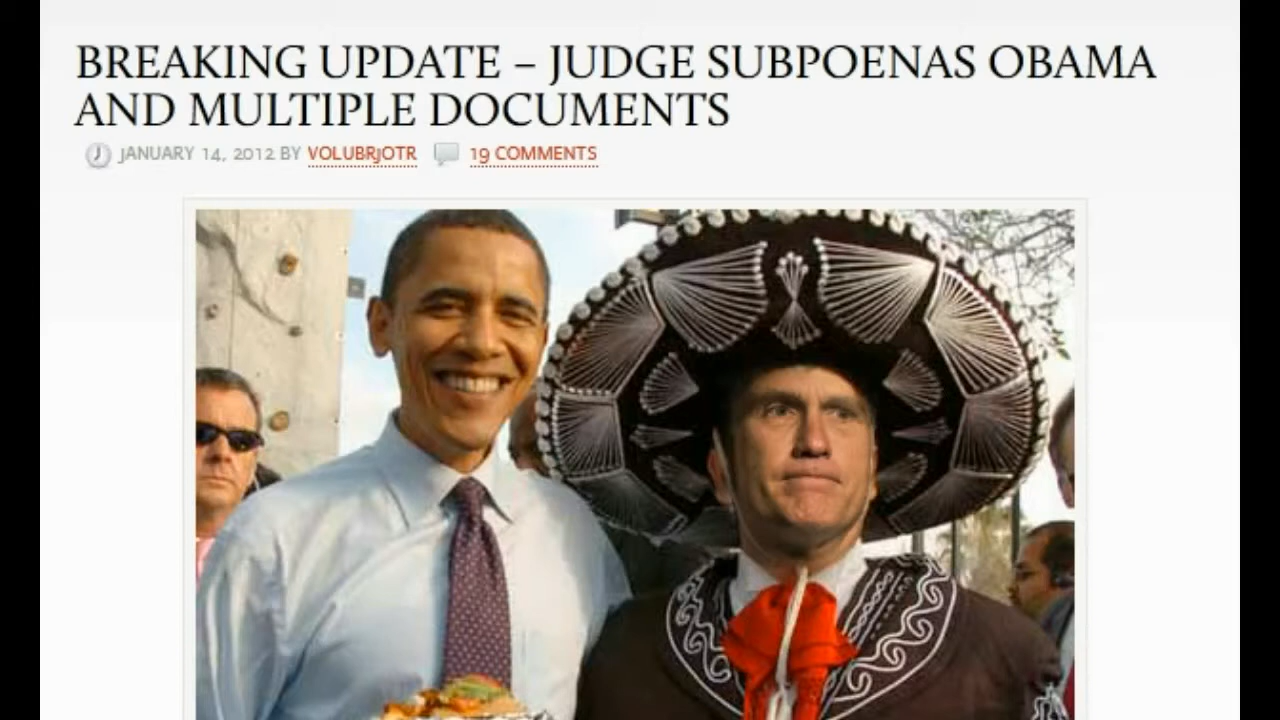 BREAKING UPDATE – JUDGE SUBPOENAS OBAMA
AND MULTIPLE DOCUMENTS
JANUARY 14, 2012 BY VOLUBRJOTR 19 COMMENTS